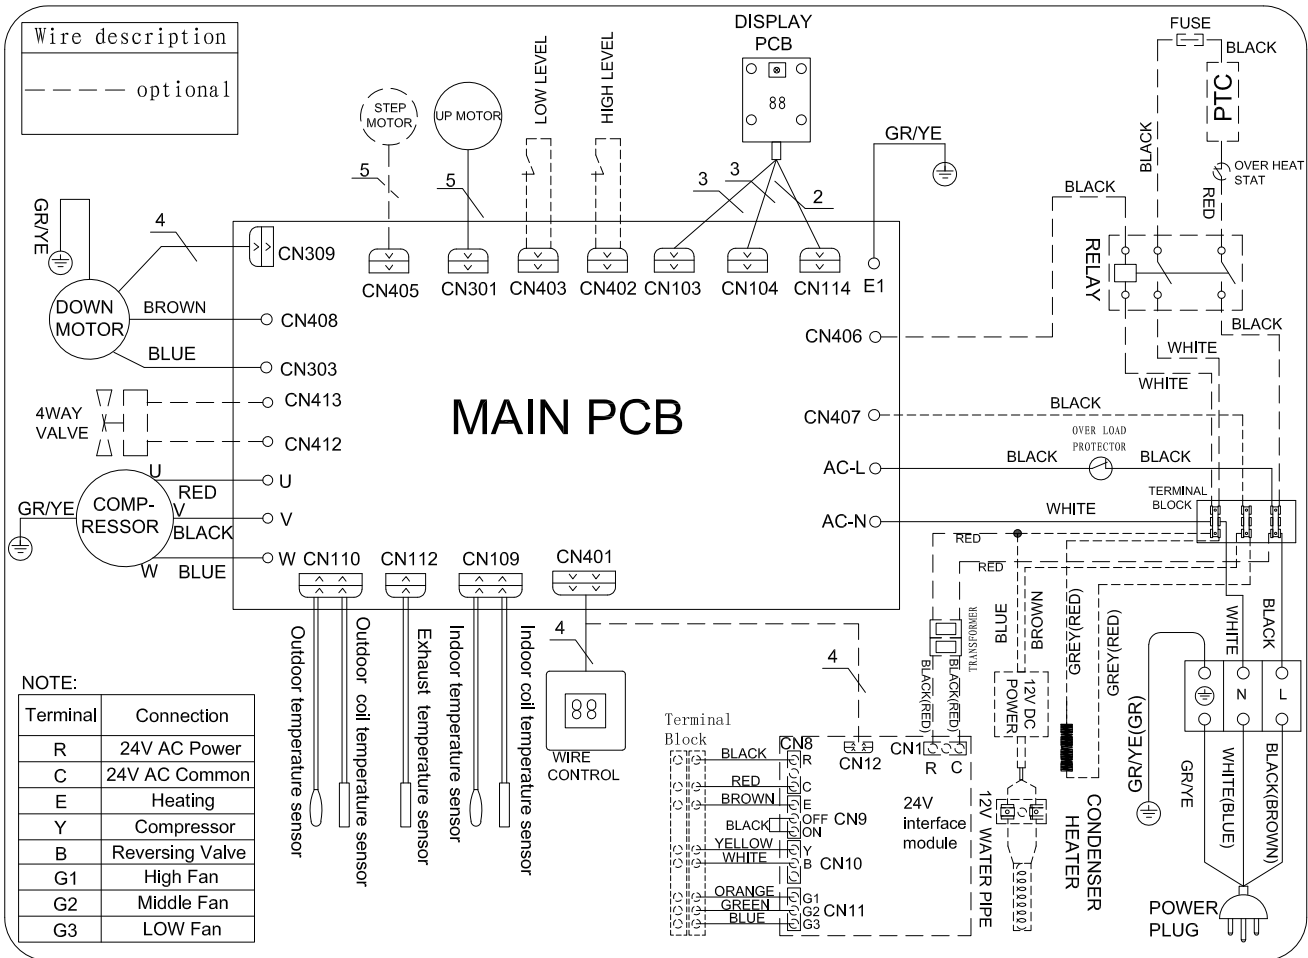 Wire description
optional
DISPLAY
PCB
88
STEP
MOTOR
UP MOTOR
LOW LEVEL
HIGH LEVEL
5
5
3
3
2
GR/YE
FUSE
BLACK
PTC
BLACK
OVER HEAT
STAT
RED
BLACK
RELAY
BLACK
WHITE
WHITE
GR/YE
4
CN309
CN405
CN301
CN403
CN402
CN103
CN104
CN114
E1
DOWN
MOTOR
BROWN
CN408
BLUE
CN303
CN406
4WAY
VALVE
CN413
CN412
MAIN PCB
CN407
BLACK
OVER LOAD
PROTECTOR
AC-L
BLACK
BLACK
TERMINAL
BLOCK
AC-N
WHITE
GR/YE
COMP-
RESSOR
U
RED
U
V
BLACK
V
W
BLUE
W
CN110
CN112
CN109
CN401
RED
RED
Outdoor temperature sensor
Outdoor coil temperature sensor
Exhaust temperature sensor
Indoor temperature sensor
Indoor coil temperature sensor
4
88
WIRE
CONTROL
4
TRANSFORMER
BLACK(RED)
BLACK(RED)
BLUE
BROWN
12V DC
POWER
GREY(RED)
GREY(RED)
WHITE
BLACK
N
L
GR/YE(GR)
GR/YE
WHITE(BLUE)
BLACK(BROWN)
POWER
PLUG
CONDENSER
HEATER
12V WATER PIPE
NOTE:
Terminal Connection
R 24V AC Power
C 24V AC Common
E Heating
Y Compressor
B Reversing Valve
G1 High Fan
G2 Middle Fan
G3 LOW Fan
Terminal
Block
CN8
CN12
CN1
R C
BLACK R
RED C
BROWN E
OFF CN9
BLACK ON
YELLOW Y
WHITE B CN10
ORANGE G1
GREEN G2 CN11
BLUE G3
24V
interface
module